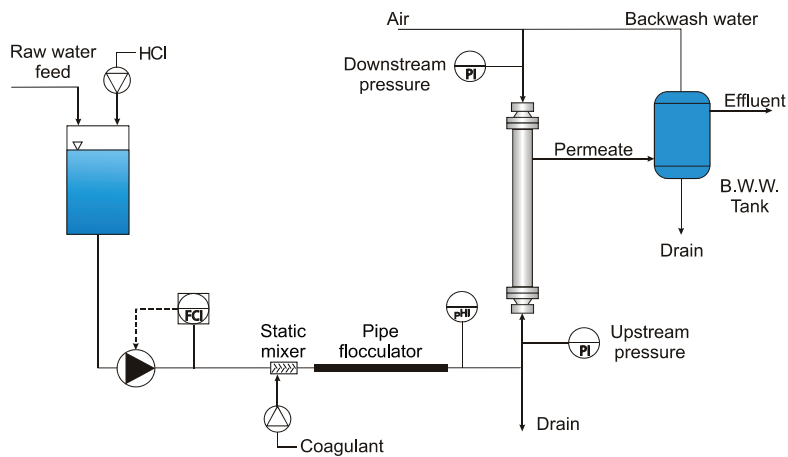 Air
Backwash water
Raw water
feed
HCl
Downstream
pressure
PI
Effluent
Permeate
B.W.W.
Tank
Drain
FCI
pHI
Static
mixer
Pipe
flocculator
Upstream
pressure
PI
Drain
Coagulant